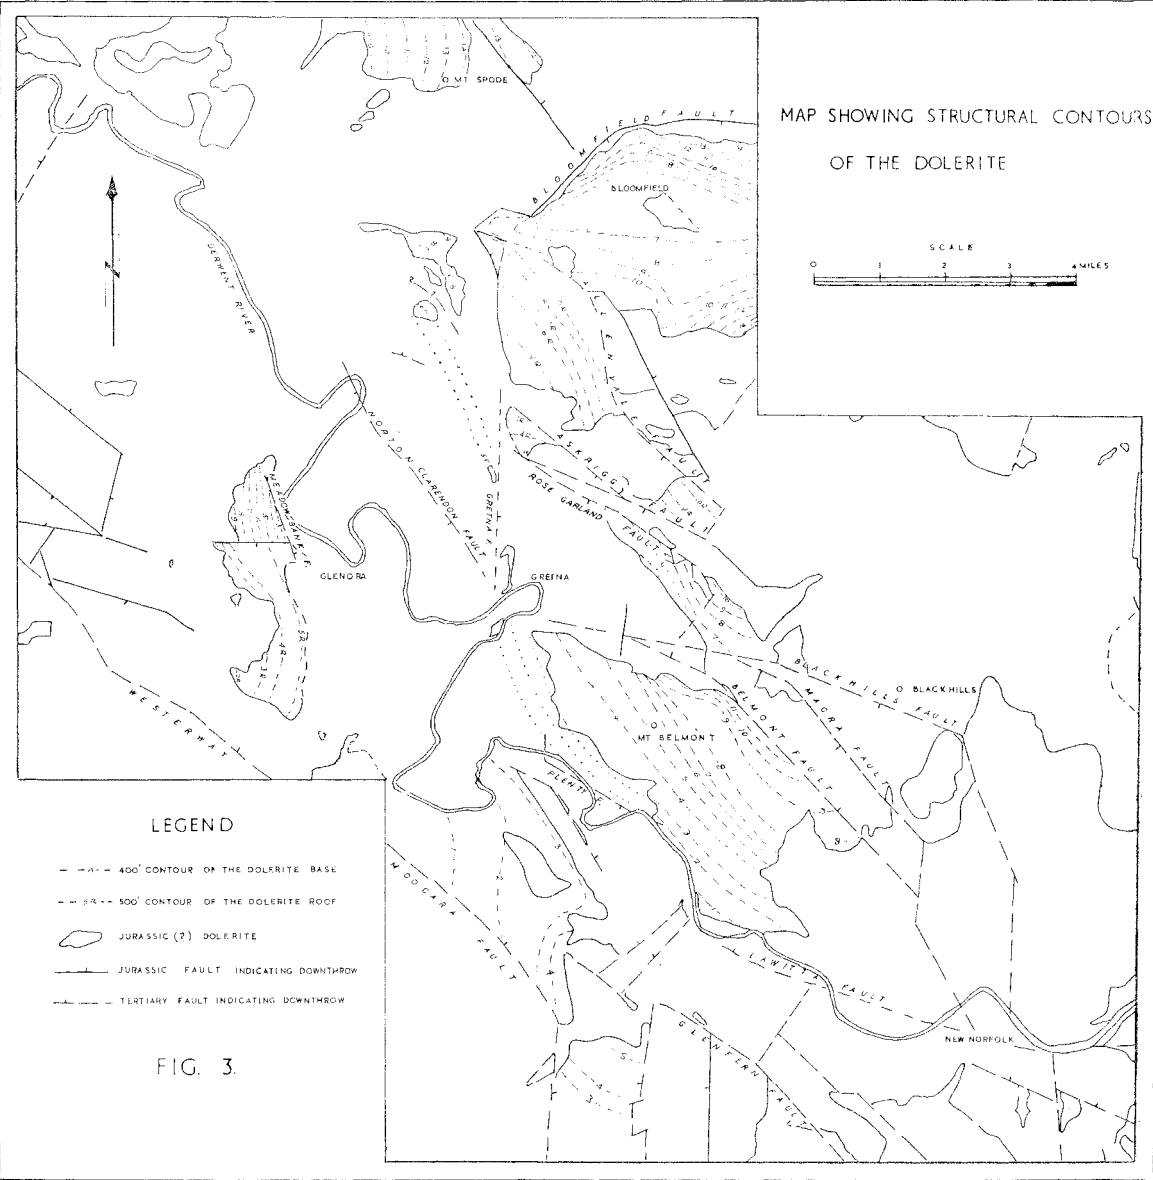 MAP SHOWING STRUCTURAL CONTOURS
OF THE DOLERITE
SCALE
0 1 2 3 4 MILES
MT SPODE
BLOOMFIELD FAULT
BLOOMFIELD
DERWENT RIVER
ALLENVALE FAULT
NORTON CLARENDON FAULT
ASKRIGG FAULT
ROSE GARLAND FAULT
GRETNA F.
MEADOWBANK F.
GLENORA
GRETNA
WESTERWAY
BLACKHILLS FAULT
BLACKHILLS
MAGRA FAULT
BELMONT FAULT
MT BELMONT
PLENTY F.
MOOGARA FAULT
LAWITTA FAULT
GLENFERN FAULT
NEW NORFOLK
LEGEND
400' CONTOUR OF THE DOLERITE BASE
500' CONTOUR OF THE DOLERITE ROOF
JURASSIC (?) DOLERITE
JURASSIC FAULT INDICATING DOWNTHROW
TERTIARY FAULT INDICATING DOWNTHROW
FIG. 3.